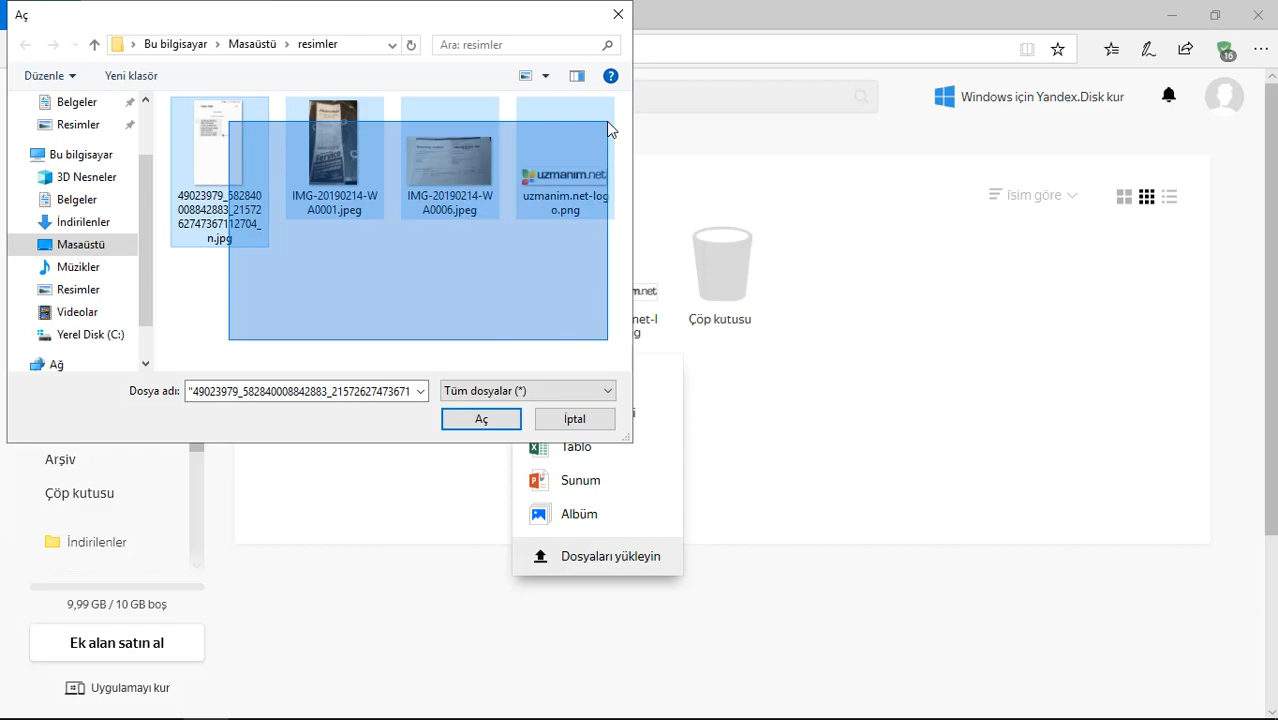 Aç
Bu bilgisayar
Masaüstü
resimler
Ara: resimler
Düzenle
Yeni klasör
Belgeler
Resimler
Bu bilgisayar
3D Nesneler
Belgeler
İndirilenler
Masaüstü
Müzikler
Resimler
Videolar
Yerel Disk (C:)
Ağ
49023979_582840
008842883_21572
62747367112704_
n.jpg
IMG-20190214-W
A0001.jpeg
IMG-20190214-W
A0006.jpeg
uzmanim.net
uzmanim.net-log
o.png
Dosya adı:
"49023979_582840008842883_21572627473671
Tüm dosyalar (*)
Aç
İptal
16
Windows için Yandex.Disk kur
İsim göre
m.net
net-l
g
Çöp kutusu
i
Tablo
Sunum
Albüm
Dosyaları yükleyin
Arşiv
Çöp kutusu
İndirilenler
9,99 GB / 10 GB boş
Ek alan satın al
Uygulamayı kur